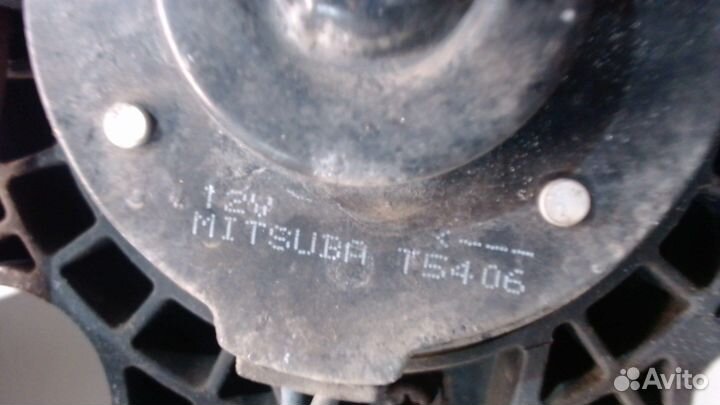 12V
<----
MITSUBA T5406
Avito